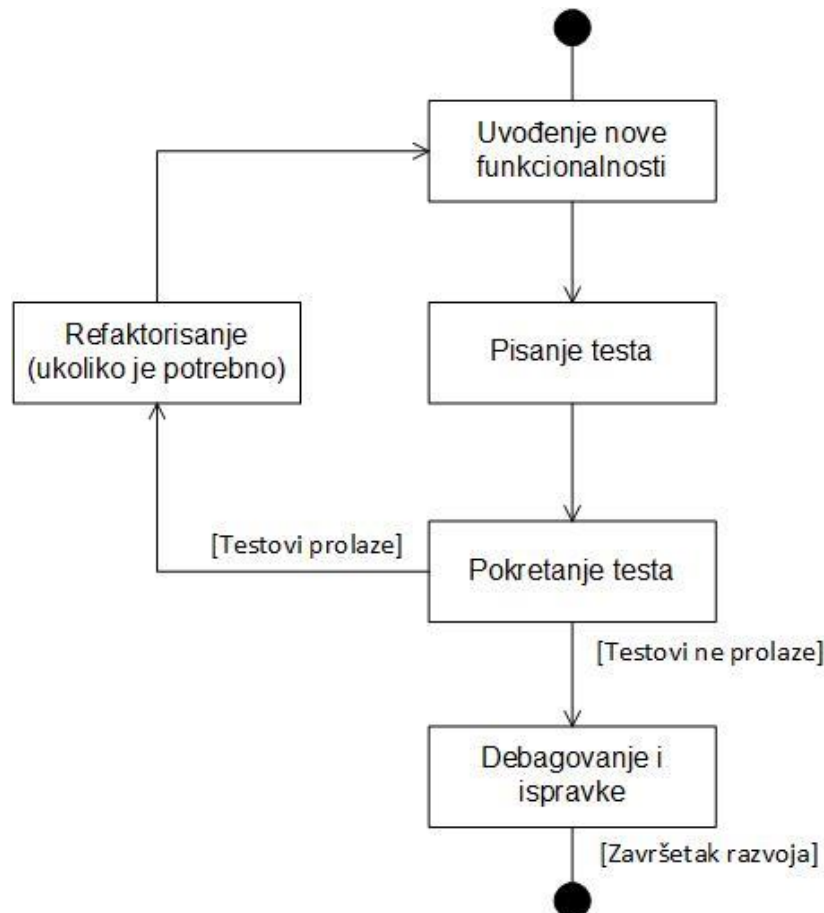 Uvođenje nove
funkcionalnosti
Refaktorisanje
(ukoliko je potrebno)
Pisanje testa
[Testovi prolaze]
Pokretanje testa
[Testovi ne prolaze]
Debagovanje i
ispravke
[Završetak razvoja]